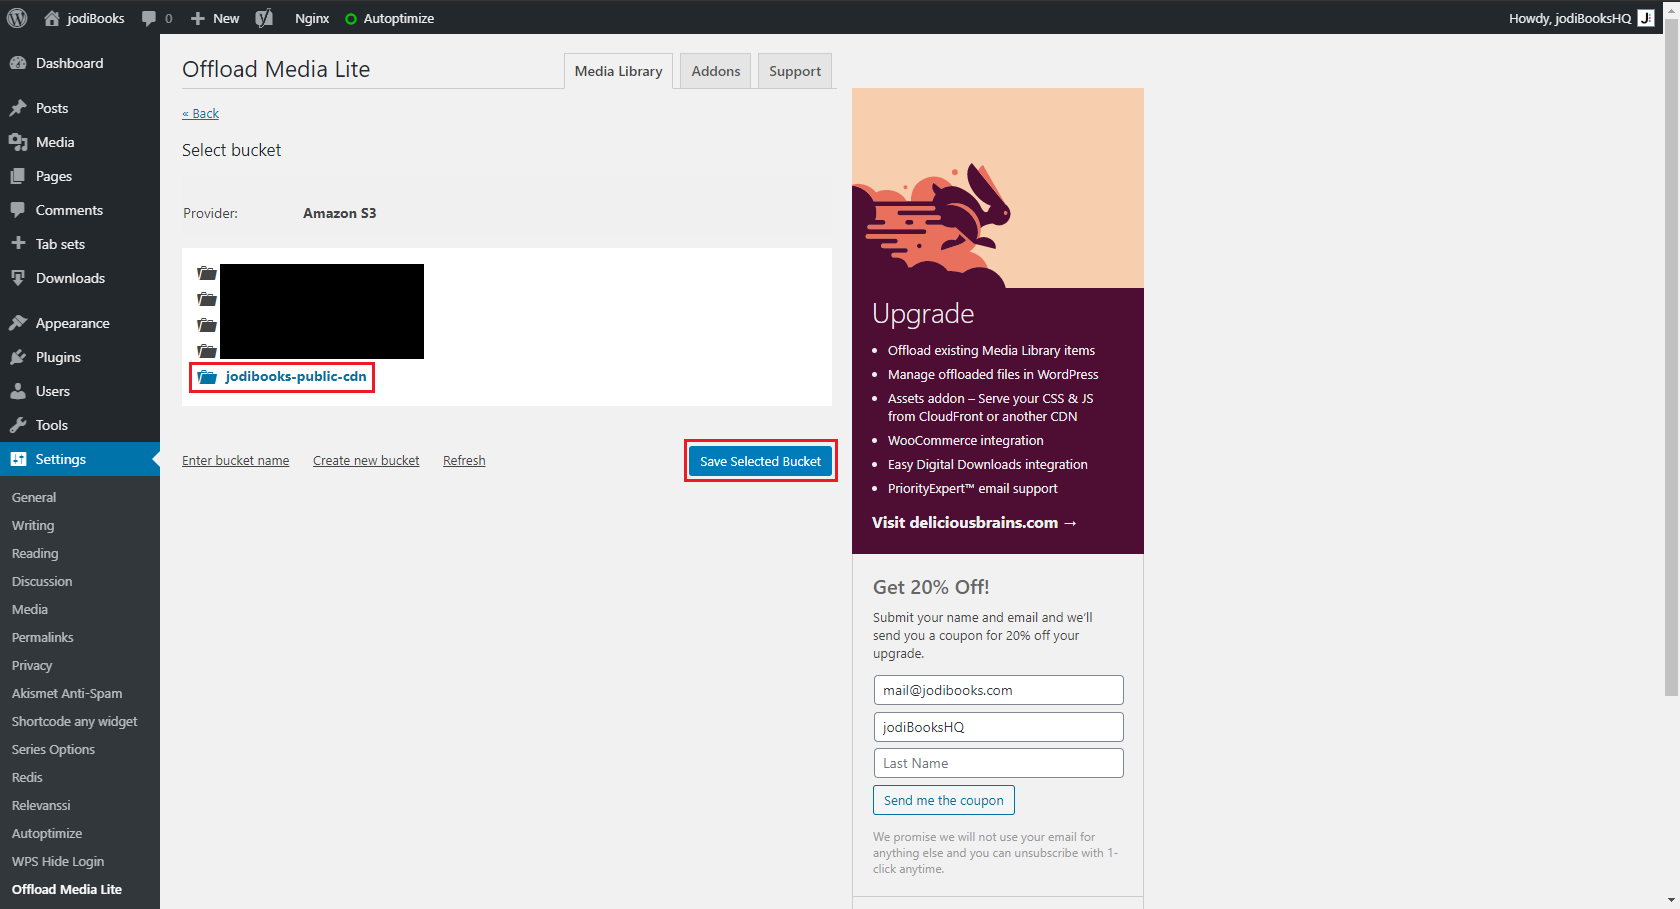 jodiBooks
0
New
Nginx
Autoptimize
Howdy, jodiBooksHQ
Dashboard
Posts
Media
Pages
Comments
Tab sets
Downloads
Appearance
Plugins
Users
Tools
Settings
General
Writing
Reading
Discussion
Media
Permalinks
Privacy
Akismet Anti-Spam
Shortcode any widget
Series Options
Redis
Relevanssi
Autoptimize
WPS Hide Login
Offload Media Lite
Offload Media Lite
Media Library
Addons
Support
« Back
Select bucket
Provider: Amazon S3
jodibooks-public-cdn
Enter bucket name
Create new bucket
Refresh
Save Selected Bucket
Upgrade
• Offload existing Media Library items
• Manage offloaded files in WordPress
• Assets addon – Serve your CSS & JS
from CloudFront or another CDN
• WooCommerce integration
• Easy Digital Downloads integration
• PriorityExpert™ email support
Visit deliciousbrains.com →
Get 20% Off!
Submit your name and email and we'll
send you a coupon for 20% off your
upgrade.
mail@jodibooks.com
jodiBooksHQ
Last Name
Send me the coupon
We promise we will not use your email for
anything else and you can unsubscribe with 1-
click anytime.